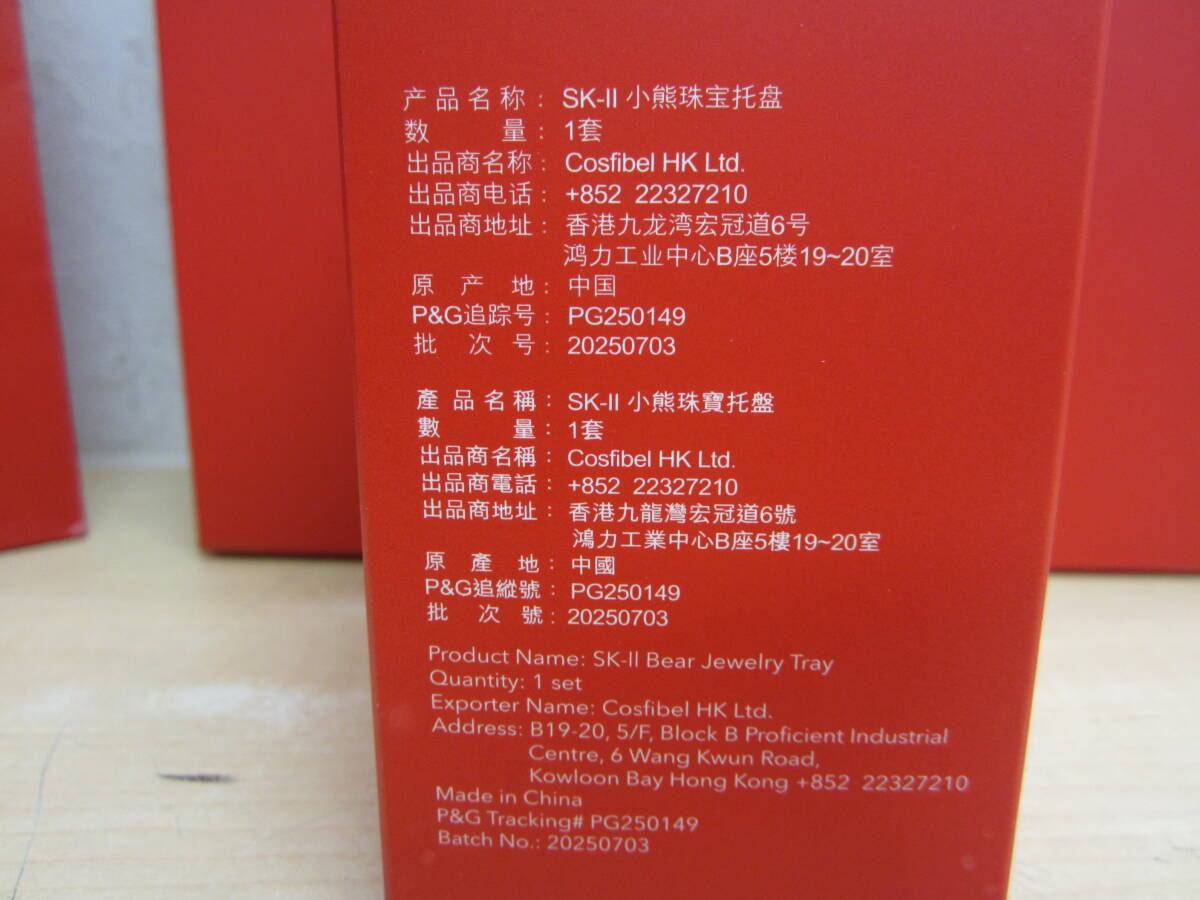 产品名称： SK-II 小熊珠宝托盘
数量： 1套
出品商名称： Cosfibel HK Ltd.
出品商电话： +852 22327210
出品商地址： 香港九龙湾宏冠道6号
鸿力工业中心B座5楼19~20室
原产地： 中国
P&G追踪号： PG250149
批次号： 20250703
產品名稱： SK-II 小熊珠寶托盤
數量： 1套
出品商名稱： Cosfibel HK Ltd.
出品商電話： +852 22327210
出品商地址： 香港九龍灣宏冠道6號
鴻力工業中心B座5樓19~20室
原產地： 中國
P&G追縱號： PG250149
批次號： 20250703
Product Name: SK-II Bear Jewelry Tray
Quantity: 1 set
Exporter Name: Cosfibel HK Ltd.
Address: B19-20, 5/F, Block B Proficient Industrial
Centre, 6 Wang Kwun Road,
Kowloon Bay Hong Kong +852 22327210
Made in China
P&G Tracking# PG250149
Batch No.: 20250703